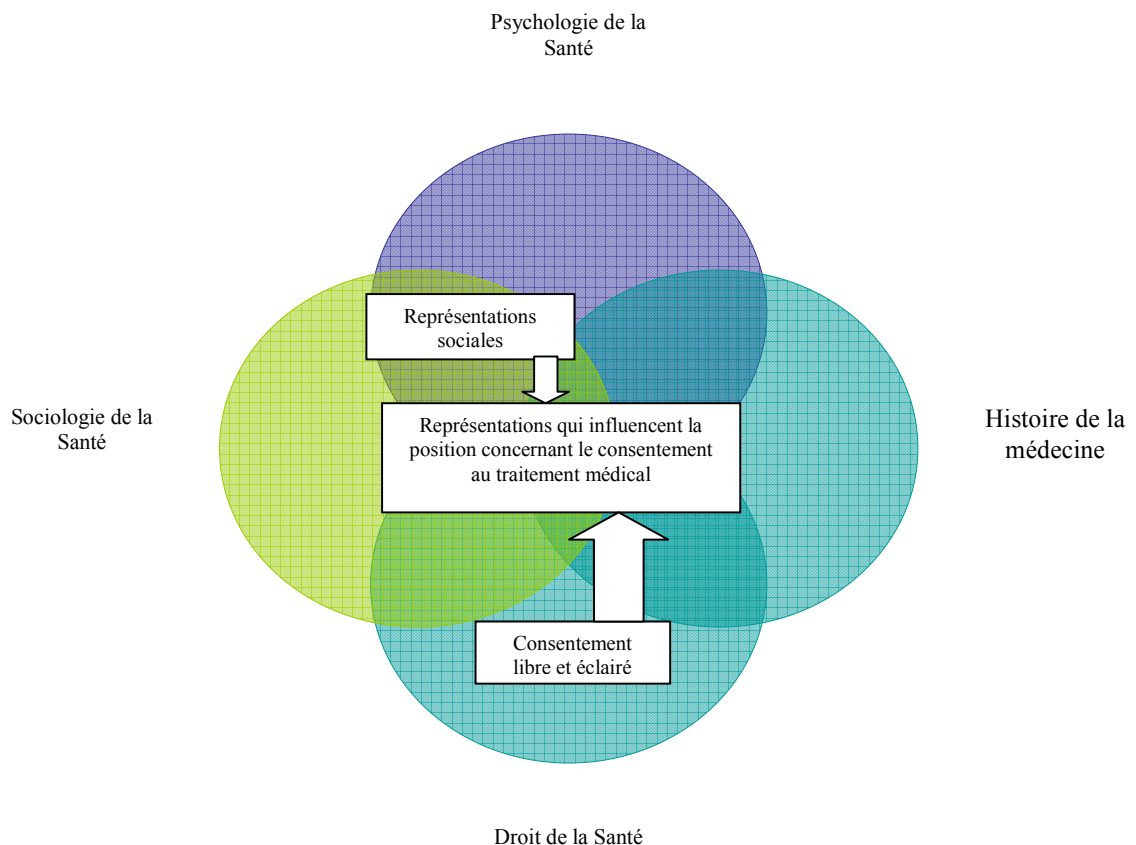 Psychologie de la
Santé
Représentations
sociales
Sociologie de la
Santé
Représentations qui influencent la
position concernant le consentement
au traitement médical
Histoire de la
médecine
Consentement
libre et éclairé
Droit de la Santé